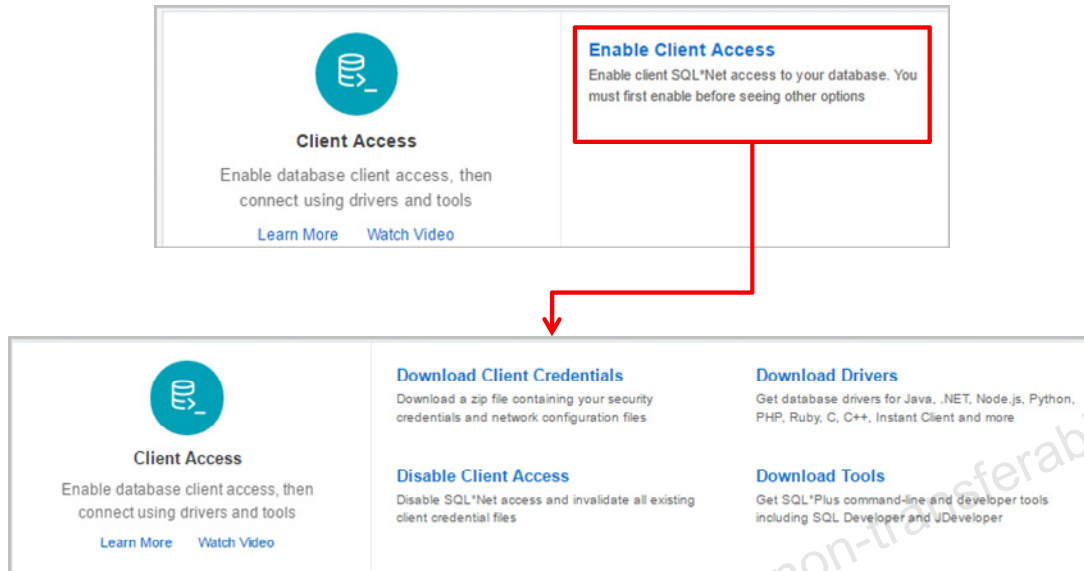 Enable Client Access
Enable client SQL*Net access to your database. You
must first enable before seeing other options
Client Access
Enable database client access, then
connect using drivers and tools
Learn More Watch Video
Client Access
Enable database client access, then
connect using drivers and tools
Learn More Watch Video
Download Client Credentials
Download a zip file containing your security
credentials and network configuration files
Disable Client Access
Disable SQL*Net access and invalidate all existing
client credential files
Download Drivers
Get database drivers for Java, .NET, Node.js, Python,
PHP, Ruby, C, C++, Instant Client and more
Download Tools
Get SQL*Plus command-line and developer tools
including SQL Developer and JDeveloper
non-transferab